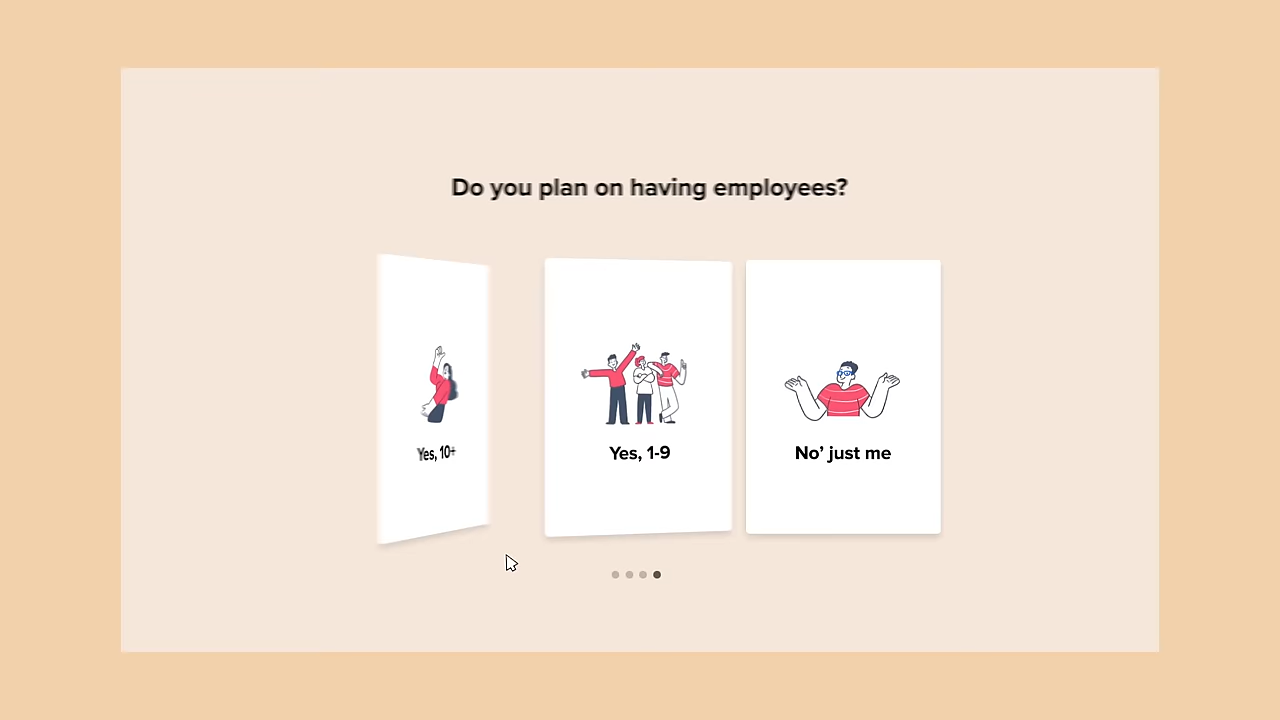 Do you plan on having employees?
Yes, 10+
Yes, 1-9
No’ just me